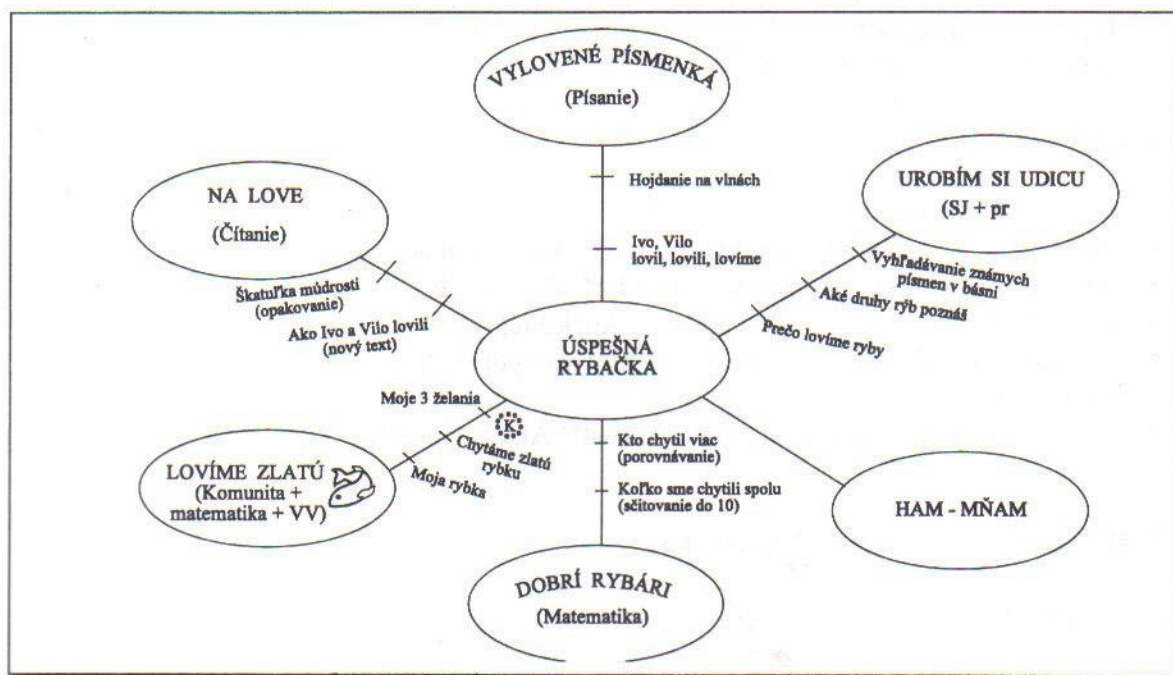 VYLOVENÉ PÍSMENKÁ
(Písanie)
Hojdanie na vlnách
Ivo, Vilo
lovil, lovili, lovíme
NA LOVE
(Čítanie)
Škatuľka múdrosti
(opakovanie)
Ako Ivo a Vilo lovili
(nový text)
UROBÍM SI UDICU
(SJ + pr
Vyhľadávanie známych
písmen v básni
Aké druhy rýb poznáš
Prečo lovíme ryby
ÚSPEŠNÁ
RYBAČKA
Moje 3 želania
K
Chytáme zlatú
rybku
Moja rybka
LOVÍME ZLATÚ
(Komunita +
matematika + VV)
Kto chytil viac
(porovnávanie)
Koľko sme chytili spolu
(sčitovanie do 10)
DOBRÍ RYBÁRI
(Matematika)
HAM - MŇAM